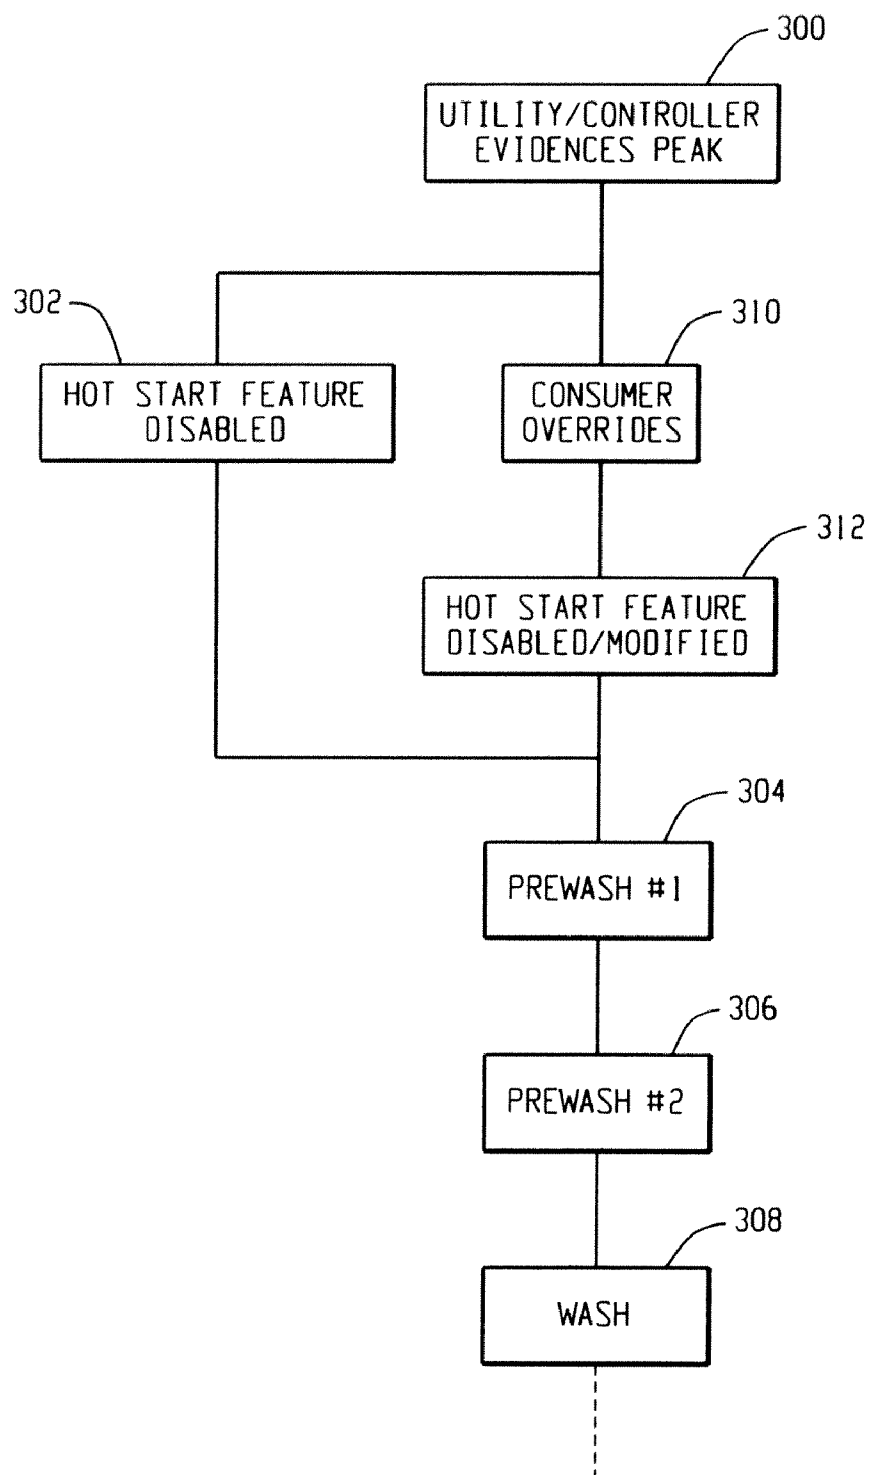 300
UTILITY/CONTROLLER
EVIDENCES PEAK
302
310
HOT START FEATURE
DISABLED
CONSUMER
OVERRIDES
312
HOT START FEATURE
DISABLED/MODIFIED
304
PREWASH #1
306
PREWASH #2
308
WASH